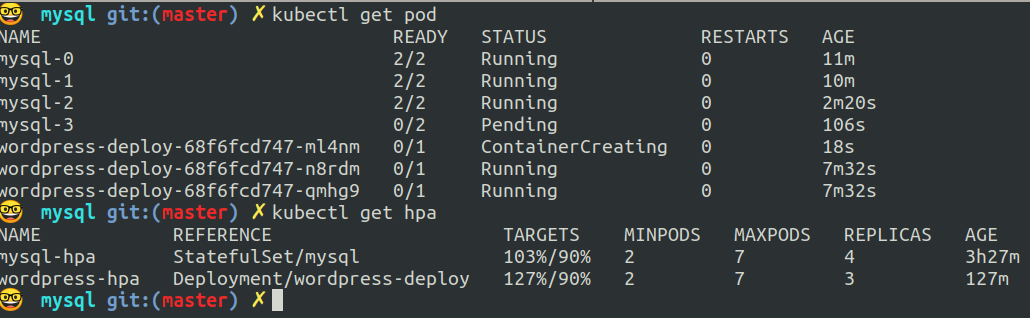 mysql git:(master) ✗ kubectl get pod
NAME READY STATUS RESTARTS AGE
mysql-0 2/2 Running 0 11m
mysql-1 2/2 Running 0 10m
mysql-2 2/2 Running 0 2m20s
mysql-3 0/2 Pending 0 106s
wordpress-deploy-68f6fcd747-ml4nm 0/1 ContainerCreating 0 18s
wordpress-deploy-68f6fcd747-n8rdm 0/1 Running 0 7m32s
wordpress-deploy-68f6fcd747-qmhg9 0/1 Running 0 7m32s
mysql git:(master) ✗ kubectl get hpa
NAME REFERENCE TARGETS MINPODS MAXPODS REPLICAS AGE
mysql-hpa StatefulSet/mysql 103%/90% 2 7 4 3h27m
wordpress-hpa Deployment/wordpress-deploy 127%/90% 2 7 3 127m
mysql git:(master) ✗